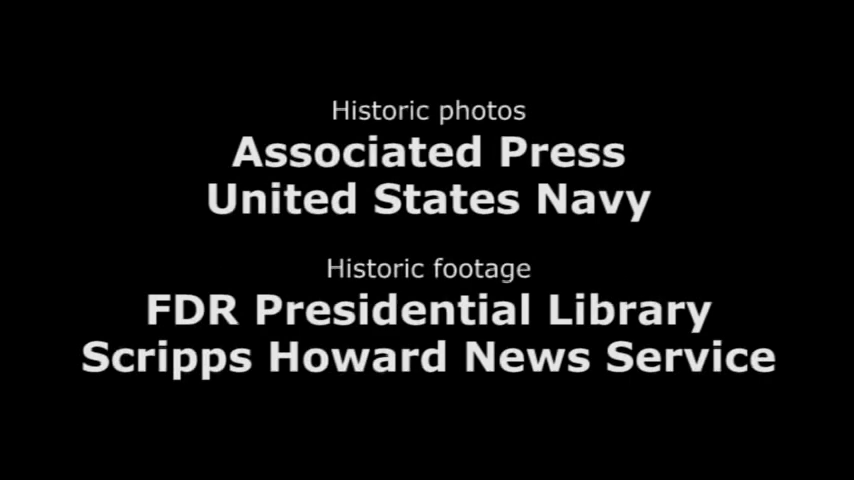 Historic photos
Associated Press
United States Navy
Historic footage
FDR Presidential Library
Scripps Howard News Service